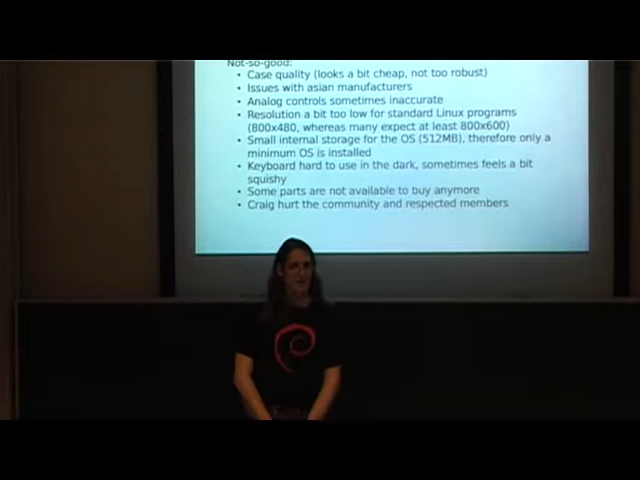 Not-so-good:
• Case quality (looks a bit cheap, not too robust)
• Issues with asian manufacturers
• Analog controls sometimes inaccurate
• Resolution a bit too low for standard Linux programs
(800x480, whereas many expect at least 800x600)
• Small internal storage for the OS (512MB), therefore only a
minimum OS is installed
• Keyboard hard to use in the dark, sometimes feels a bit
squishy
• Some parts are not available to buy anymore
• Craig hurt the community and respected members